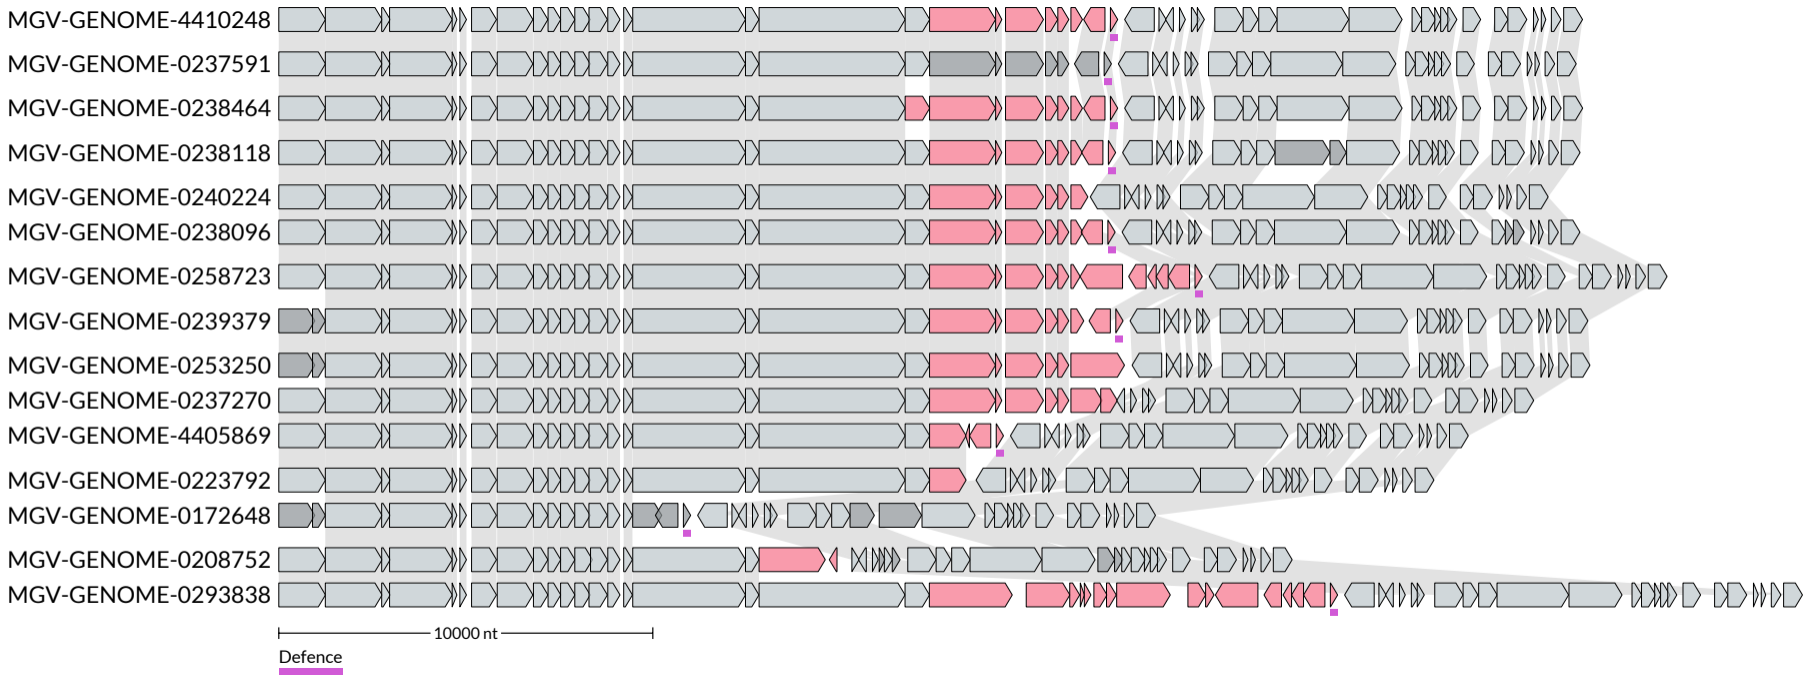 MGV-GENOME-4410248
MGV-GENOME-0237591
MGV-GENOME-0238464
MGV-GENOME-0238118
MGV-GENOME-0240224
MGV-GENOME-0238096
MGV-GENOME-0258723
MGV-GENOME-0239379
MGV-GENOME-0253250
MGV-GENOME-0237270
MGV-GENOME-4405869
MGV-GENOME-0223792
MGV-GENOME-0172648
MGV-GENOME-0208752
MGV-GENOME-0293838
10000 nt
Defence